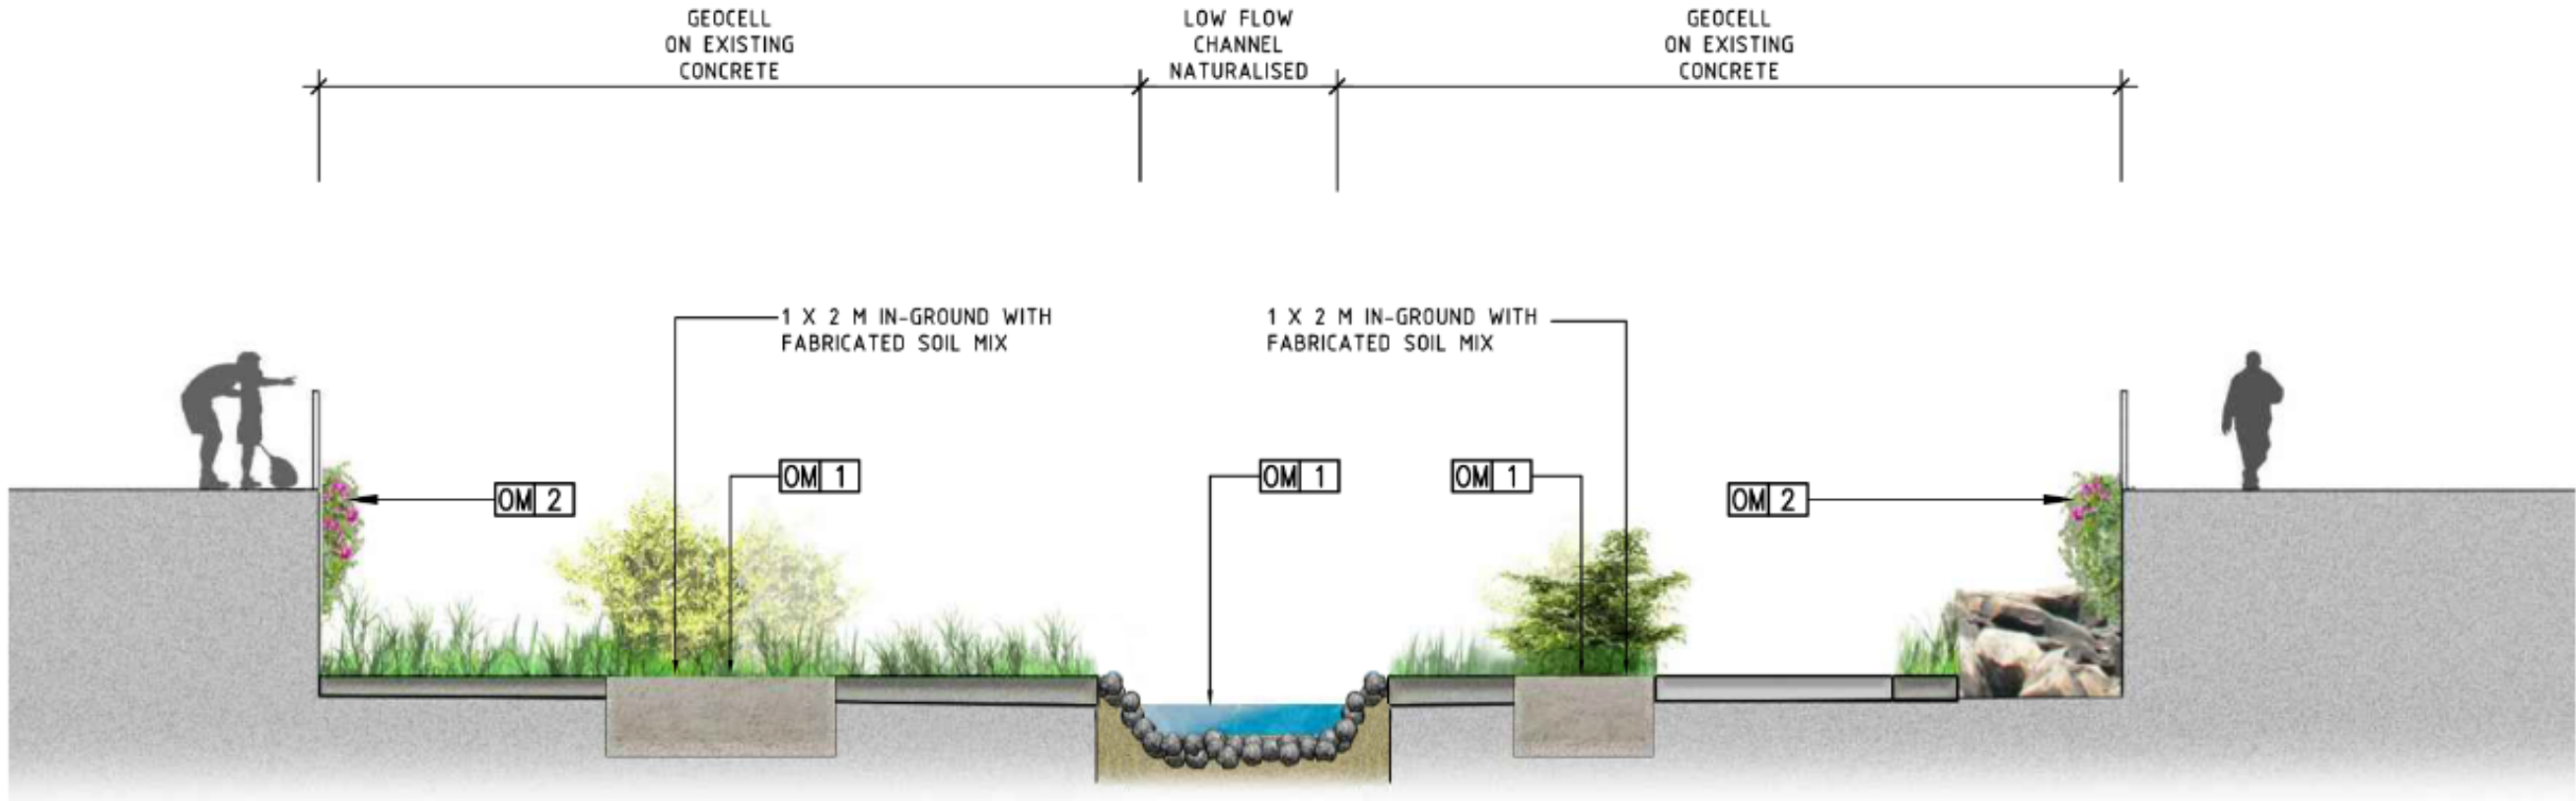 GEOCELL
ON EXISTING
CONCRETE
LOW FLOW
CHANNEL
NATURALISED
GEOCELL
ON EXISTING
CONCRETE
1 X 2 M IN-GROUND WITH
FABRICATED SOIL MIX
1 X 2 M IN-GROUND WITH
FABRICATED SOIL MIX
OM 2
OM 1
OM 1
OM 1
OM 2